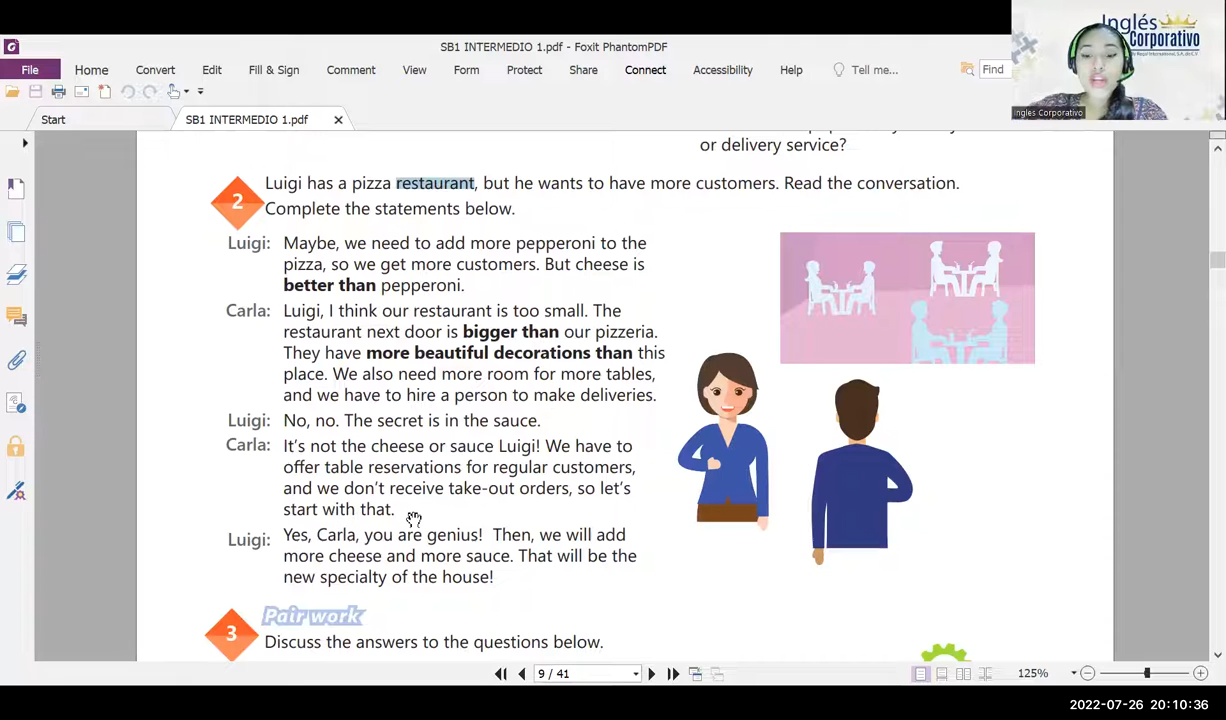 SB1 INTERMEDIO 1.pdf - Foxit PhantomPDF
Inglés
Corporativo
File Home Convert Edit Fill & Sign Comment View Form Protect Share Connect Accessibility Help Tell me... Find
Ingles Corporativo
Start SB1 INTERMEDIO 1.pdf
or delivery service?
2 Luigi has a pizza restaurant, but he wants to have more customers. Read the conversation.
Complete the statements below.
Luigi: Maybe, we need to add more pepperoni to the
pizza, so we get more customers. But cheese is
better than pepperoni.
Carla: Luigi, I think our restaurant is too small. The
restaurant next door is bigger than our pizzeria.
They have more beautiful decorations than this
place. We also need more room for more tables,
and we have to hire a person to make deliveries.
Luigi: No, no. The secret is in the sauce.
Carla: It's not the cheese or sauce Luigi! We have to
offer table reservations for regular customers,
and we don't receive take-out orders, so let's
start with that.
Luigi: Yes, Carla, you are genius! Then, we will add
more cheese and more sauce. That will be the
new specialty of the house!
3 Pair work
Discuss the answers to the questions below.
9 / 41 125%
2022-07-26 20:10:36